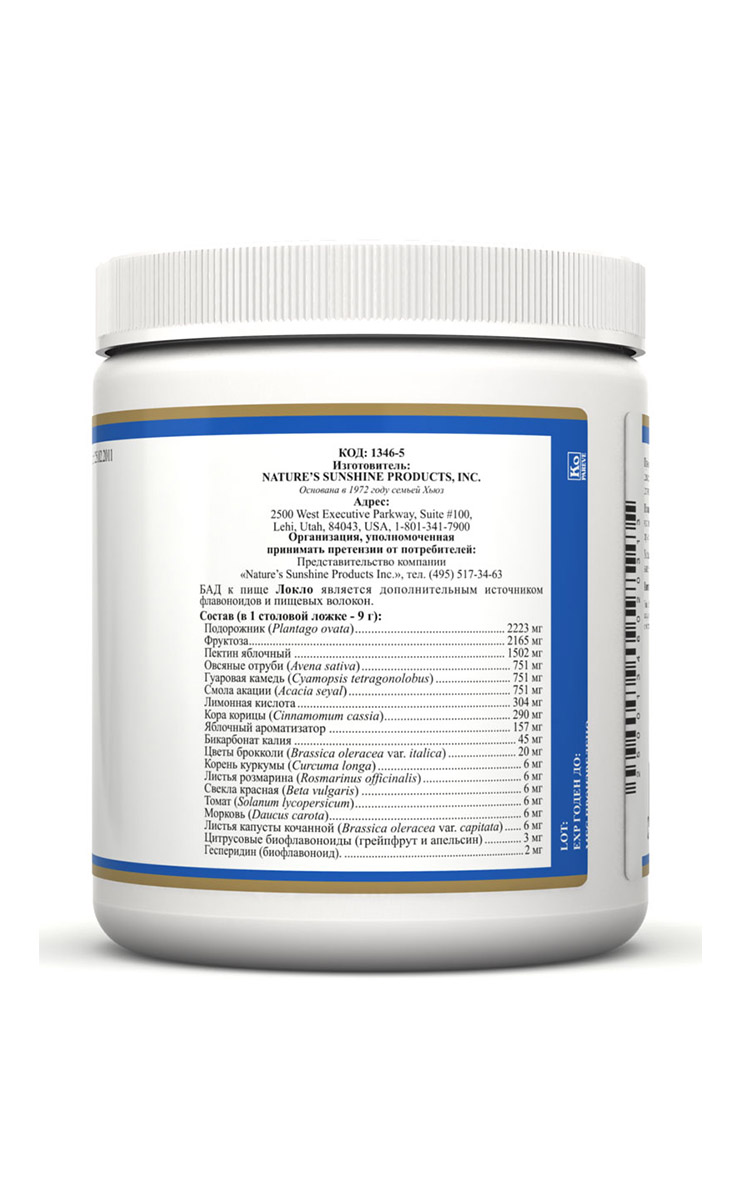 25.02.2011
КОД: 1346-5
Изготовитель:
NATURE'S SUNSHINE PRODUCTS, INC.
Основана в 1972 году семьей Хьюз
Адрес:
2500 West Executive Parkway, Suite #100,
Lehi, Utah, 84043, USA, 1-801-341-7900
Организация, уполномоченная
принимать претензии от потребителей:
Представительство компании
«Nature's Sunshine Products Inc.», тел. (495) 517-34-63
БАД к пище Локло является дополнительным источником
флавоноидов и пищевых волокон.
Состав (в 1 столовой ложке - 9 г):
Подорожник (Plantago ovata) 2223 мг
Фруктоза 2165 мг
Пектин яблочный 1502 мг
Овсяные отруби (Avena sativa) 751 мг
Гуаровая камедь (Cyamopsis tetragonolobus) 751 мг
Смола акации (Acacia seyal) 751 мг
Лимонная кислота 304 мг
Кора корицы (Cinnamomum cassia) 290 мг
Яблочный ароматизатор 157 мг
Бикарбонат калия 45 мг
Цветы брокколи (Brassica oleracea var. italica) 20 мг
Корень куркумы (Curcuma longa) 6 мг
Листья розмарина (Rosmarinus officinalis) 6 мг
Свекла красная (Beta vulgaris) 6 мг
Томат (Solanum lycopersicum) 6 мг
Морковь (Daucus carota) 6 мг
Листья капусты кочанной (Brassica oleracea var. capitata) 6 мг
Цитрусовые биофлавоноиды (грейпфрут и апельсин) 3 мг
Гесперидин (биофлавоноид). 2 мг
Ko
PAREVE
LOT:
EXP ГОДЕН ДО: